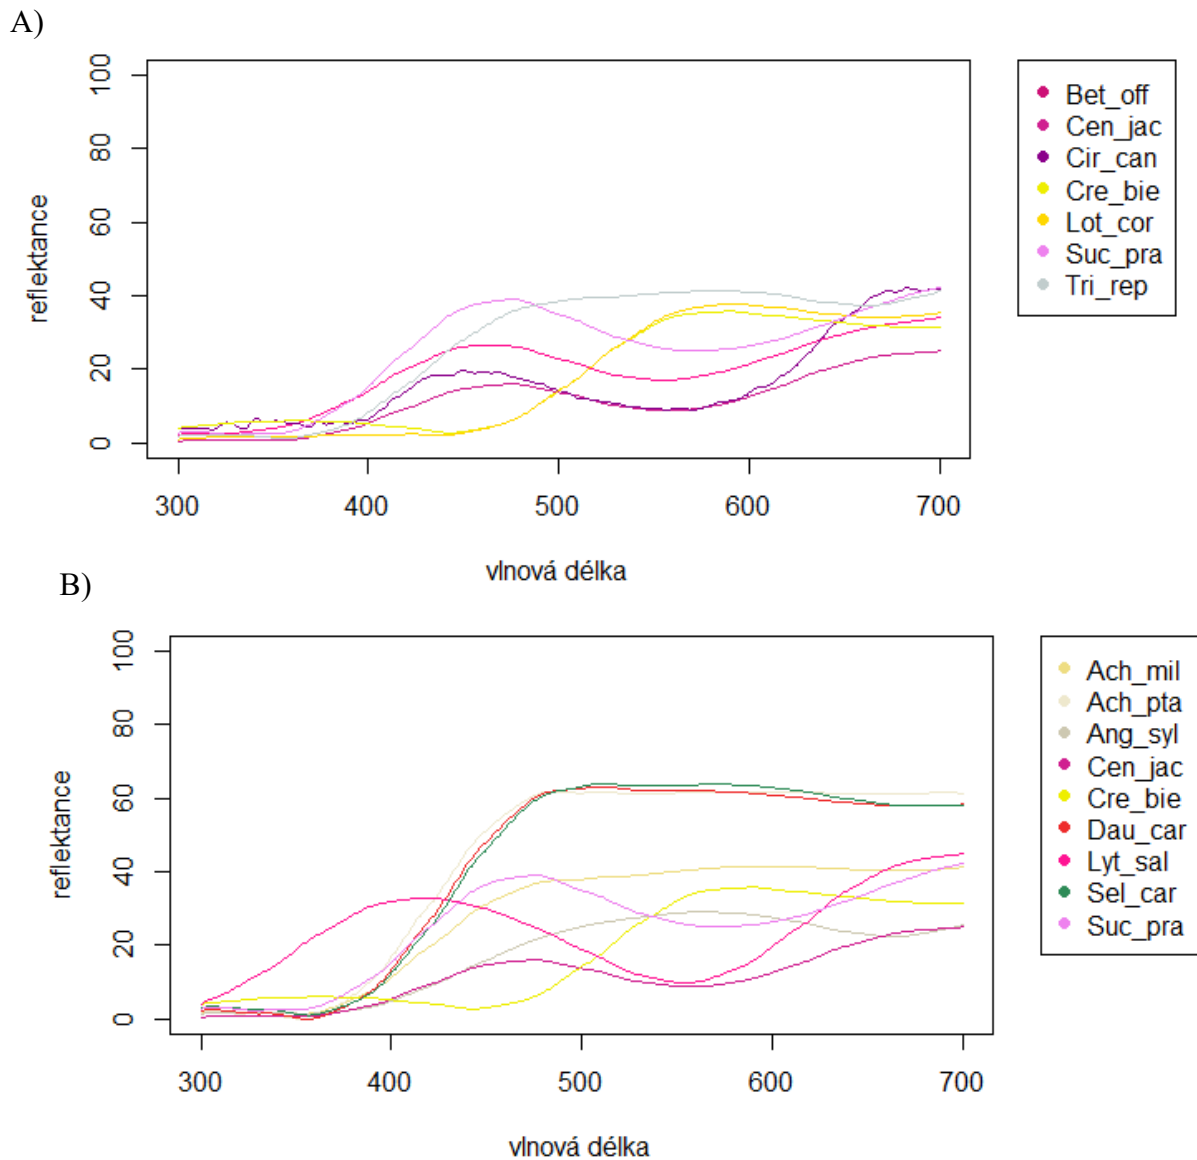 A)
100
80
60
40
20
0
reflektance
300 400 500 600 700
vlnová délka
Bet_off
Cen_jac
Cir_can
Cre_bie
Lot_cor
Suc_pra
Tri_rep
B)
100
80
60
40
20
0
reflektance
300 400 500 600 700
vlnová délka
Ach_mil
Ach_pta
Ang_syl
Cen_jac
Cre_bie
Dau_car
Lyt_sal
Sel_car
Suc_pra